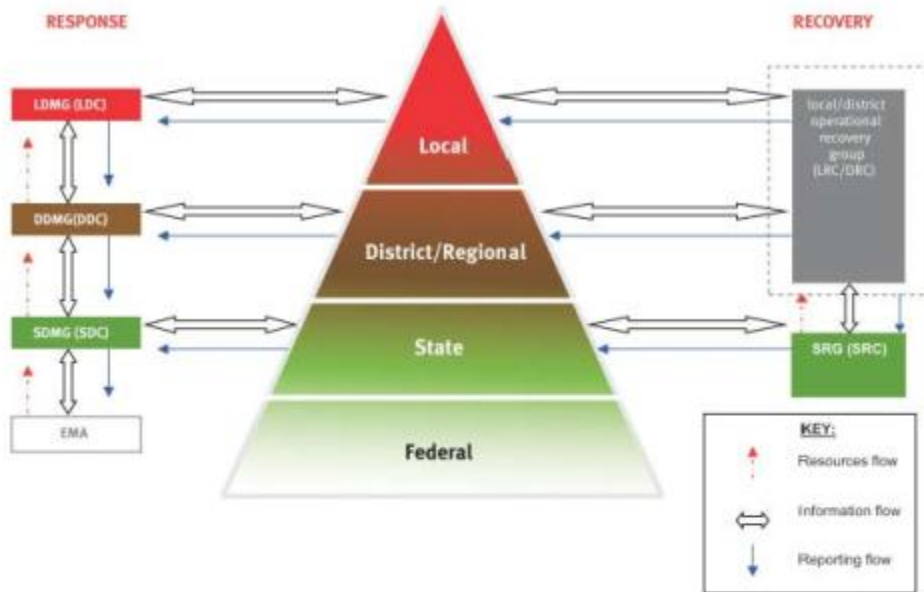 RESPONSE
RECOVERY
LDMG (LDC)
local/district
operational
recovery
group
(LRC/DRC)
Local
DDMG(DDC)
District/Regional
SDMG (SDC)
State
SRG (SRC)
EMA
Federal
KEY:
Resources flow
Information flow
Reporting flow